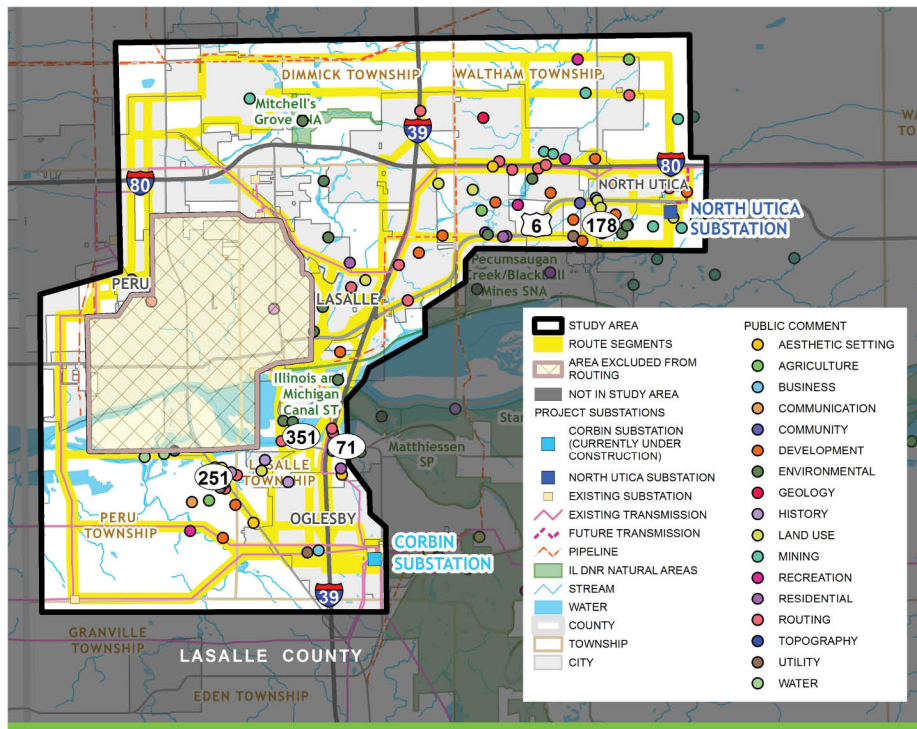 DIMMICK TOWNSHIP
WALTHAM TOWNSHIP
Mitchell's
39
80
80
NORTH UTICA
NORTH UTICA
SUBSTATION
6
178
Pecumsaugan
Mines SNA
PERU
LASALLE
Illinois
Michigan
Canal ST
351
71
Matthiessen
SP
251
TOWNSHIP
PERU
TOWNSHIP
OGLESBY
CORBIN
SUBSTATION
39
GRANVILLE
TOWNSHIP
LASALLE COUNTY
EDEN TOWNSHIP
STUDY AREA
ROUTE SEGMENTS
AREA EXCLUDED FROM
ROUTING
NOT IN STUDY AREA
PROJECT SUBSTATIONS
CORBIN SUBSTATION
(CURRENTLY UNDER
CONSTRUCTION)
NORTH UTICA SUBSTATION
EXISTING SUBSTATION
EXISTING TRANSMISSION
FUTURE TRANSMISSION
PIPELINE
IL DNR NATURAL AREAS
STREAM
WATER
COUNTY
TOWNSHIP
CITY
PUBLIC COMMENT
AESTHETIC SETTING
AGRICULTURE
BUSINESS
COMMUNICATION
COMMUNITY
DEVELOPMENT
ENVIRONMENTAL
GEOLOGY
HISTORY
LAND USE
MINING
RECREATION
RESIDENTIAL
ROUTING
TOPOGRAPHY
UTILITY
WATER